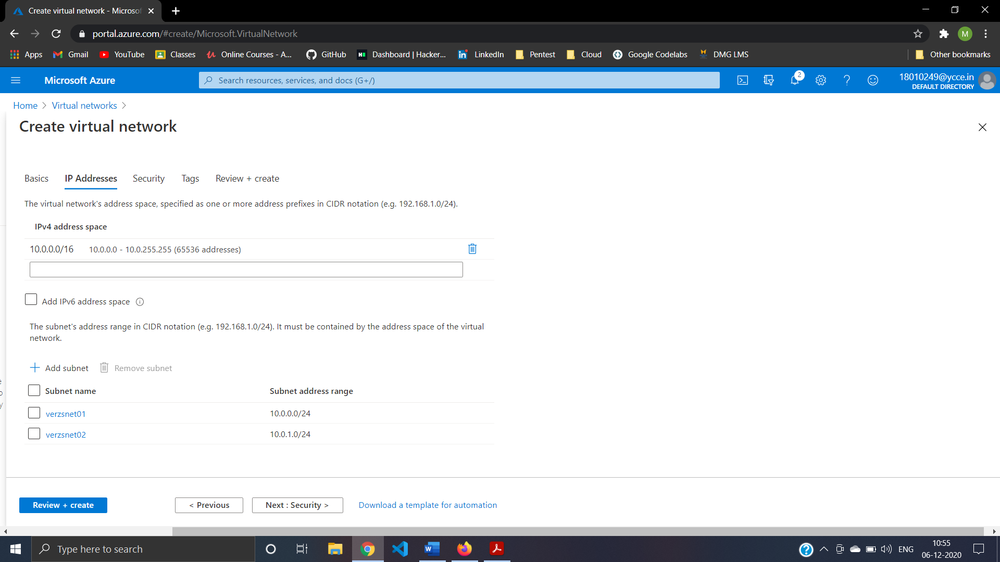 Create virtual network - Microsof
portal.azure.com/#create/Microsoft.VirtualNetwork
M
Apps Gmail YouTube Classes Online Courses - A... GitHub Dashboard | Hacker... LinkedIn Pentest Cloud Google Codelabs DMG LMS Other bookmarks
Microsoft Azure
Search resources, services, and docs (G+/)
2
18010249@ycce.in
DEFAULT DIRECTORY
Home > Virtual networks >
Create virtual network
Basics IP Addresses Security Tags Review + create
The virtual network's address space, specified as one or more address prefixes in CIDR notation (e.g. 192.168.1.0/24).
IPv4 address space
10.0.0.0/16 10.0.0.0 - 10.0.255.255 (65536 addresses)
Add IPv6 address space
The subnet's address range in CIDR notation (e.g. 192.168.1.0/24). It must be contained by the address space of the virtual
network.
Add subnet Remove subnet
Subnet name Subnet address range
verzsnet01 10.0.0.0/24
verzsnet02 10.0.1.0/24
Review + create < Previous Next : Security > Download a template for automation
Type here to search
ENG
10:55
06-12-2020